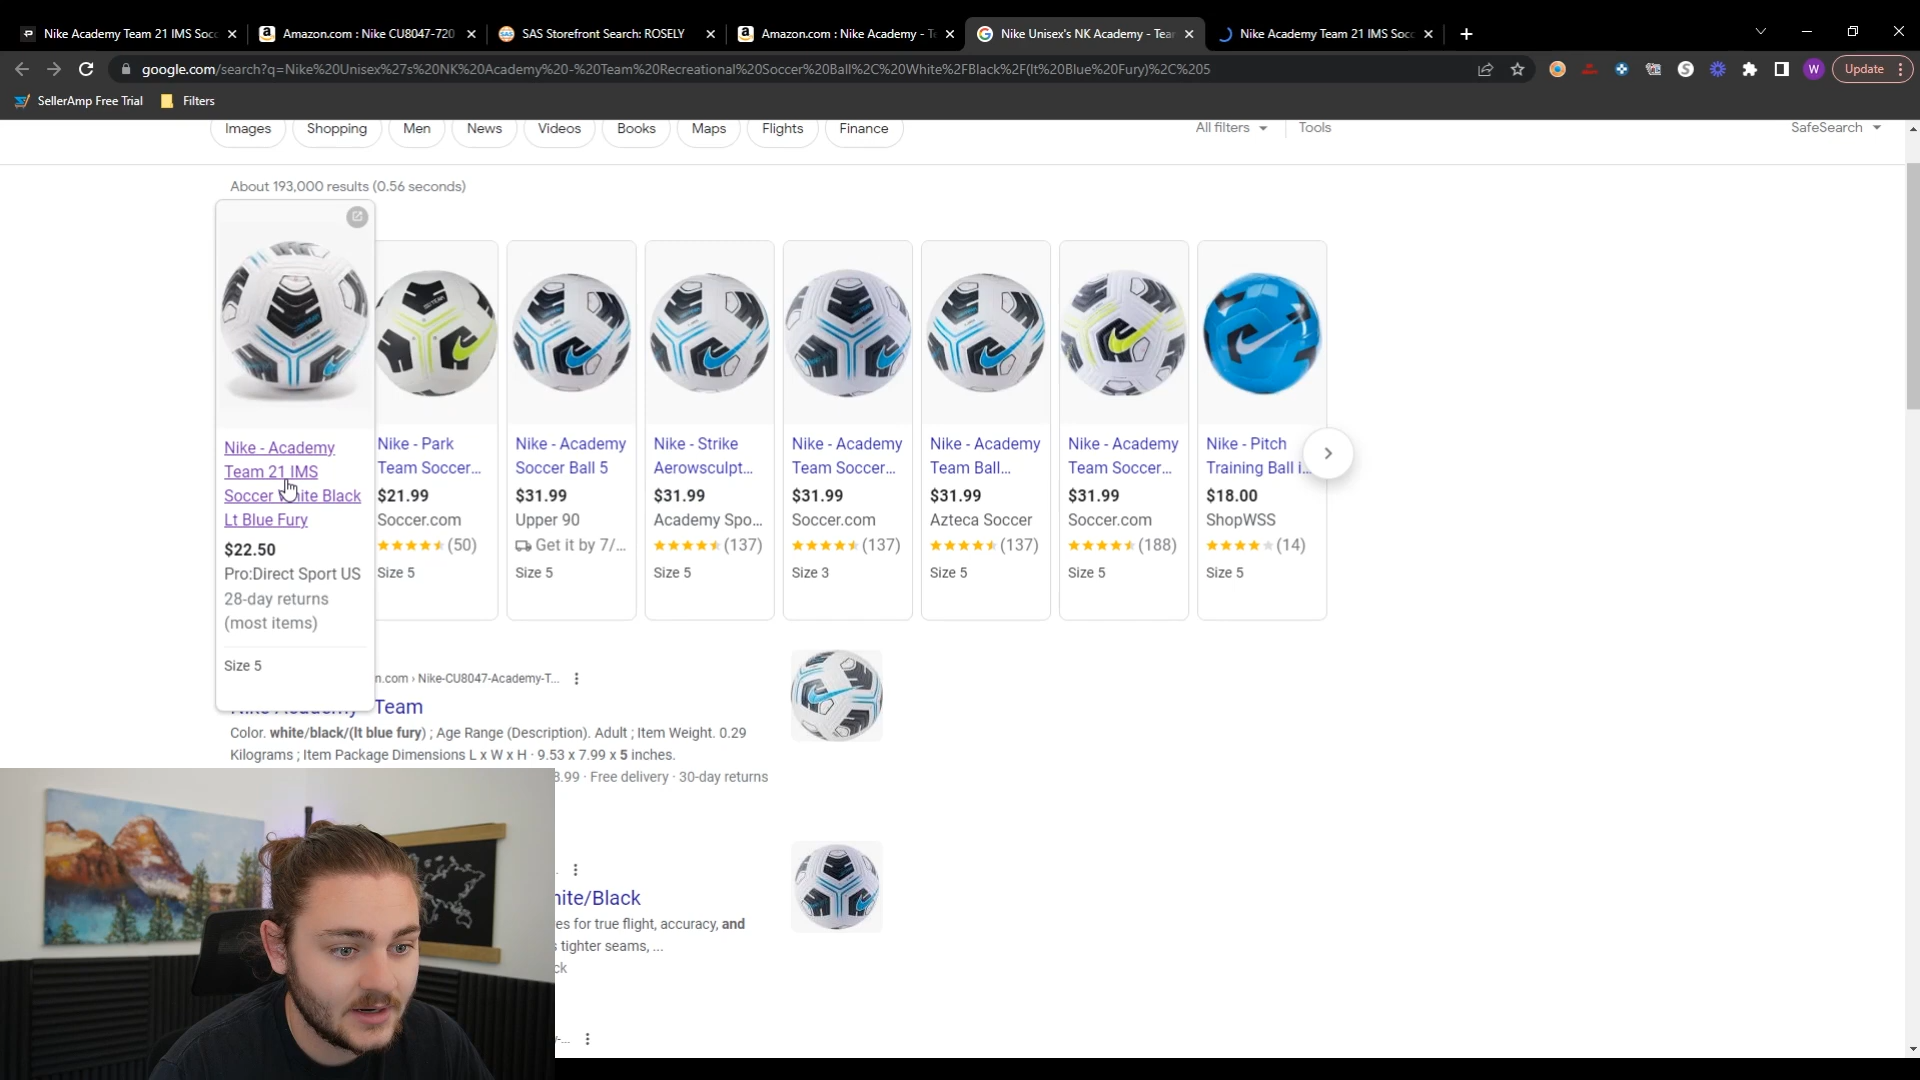 Nike Academy Team 21 IMS Socc
Amazon.com : Nike CU8047-720
SAS Storefront Search: ROSELY
Amazon.com : Nike Academy - Te
Nike Unisex's NK Academy - Tear
Nike Academy Team 21 IMS Socc
google.com/search?q=Nike%20Unisex%27s%20NK%20Academy%20-%20Team%20Recreational%20Soccer%20Ball%2C%20White%2FBlack%2F(lt%20Blue%20Fury)%2C%205
W
Update
SellerAmp Free Trial
Filters
Images
Shopping
Men
News
Videos
Books
Maps
Flights
Finance
All filters
Tools
SafeSearch
About 193,000 results (0.56 seconds)
Nike - Academy
Team 21 IMS
Soccer White Black
Lt Blue Fury
$22.50
Pro:Direct Sport US
28-day returns
(most items)
Size 5
Nike - Park
Team Soccer...
$21.99
Soccer.com
(50)
Size 5
Nike - Academy
Soccer Ball 5
$31.99
Upper 90
Get it by 7/...
Size 5
Nike - Strike
Aerowsculpt...
$31.99
Academy Spo...
(137)
Size 5
Nike - Academy
Team Soccer...
$31.99
Soccer.com
(137)
Size 3
Nike - Academy
Team Ball...
$31.99
Azteca Soccer
(137)
Size 5
Nike - Academy
Team Soccer...
$31.99
Soccer.com
(188)
Size 5
Nike - Pitch
Training Ball i...
$18.00
ShopWSS
(14)
Size 5
n.com › Nike-CU8047-Academy-T...
Team
Color. white/black/(lt blue fury) ; Age Range (Description). Adult ; Item Weight. 0.29
Kilograms ; Item Package Dimensions L x W x H · 9.53 x 7.99 x 5 inches.
8.99 · Free delivery · 30-day returns
hite/Black
es for true flight, accuracy, and
s tighter seams, ...
ck